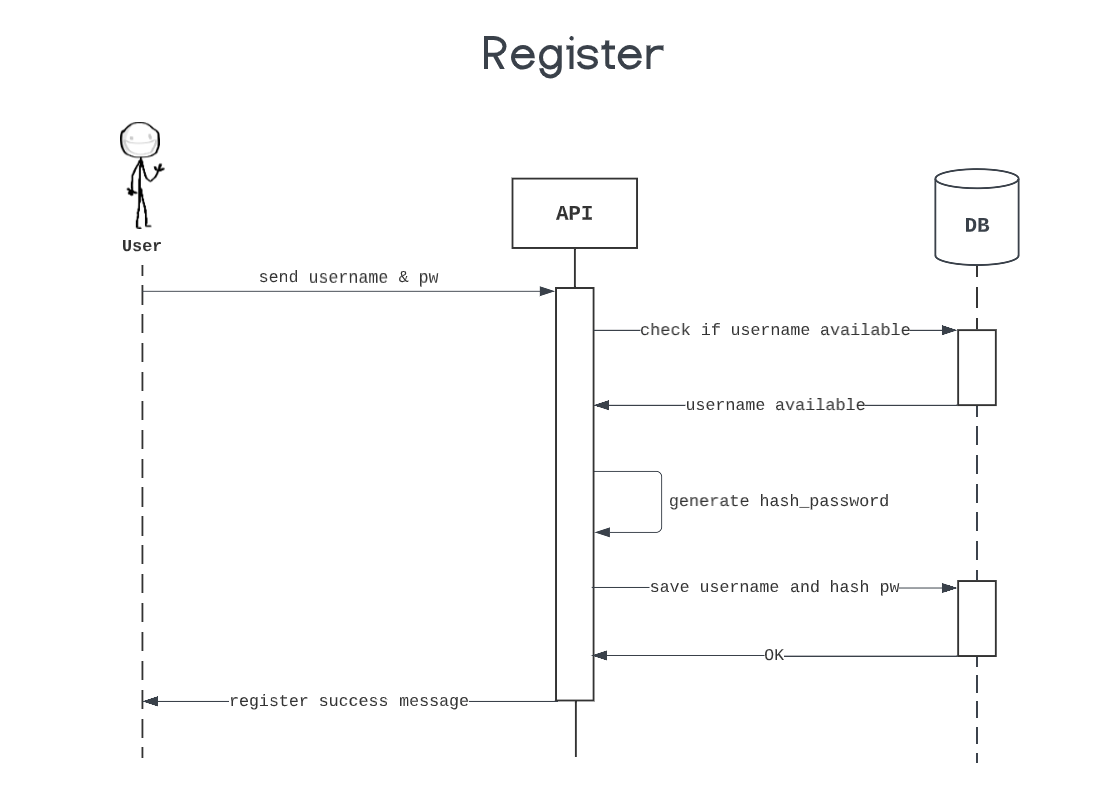 Register
User
API
DB
send username & pw
check if username available
username available
generate hash_password
save username and hash pw
OK
register success message